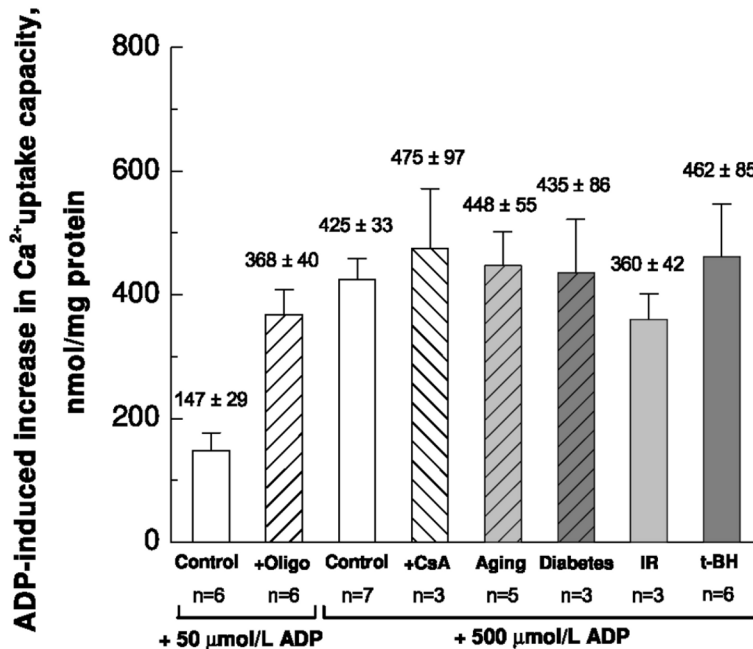 ADP-induced increase in Ca²⁺uptake capacity,
nmol/mg protein
800
600
400
200
0
147 ± 29
368 ± 40
425 ± 33
475 ± 97
448 ± 55
435 ± 86
360 ± 42
462 ± 85
Control +Oligo Control +CsA Aging Diabetes IR t-BH
n=6 n=6 n=7 n=3 n=5 n=3 n=3 n=6
+ 50 μmol/L ADP + 500 μmol/L ADP